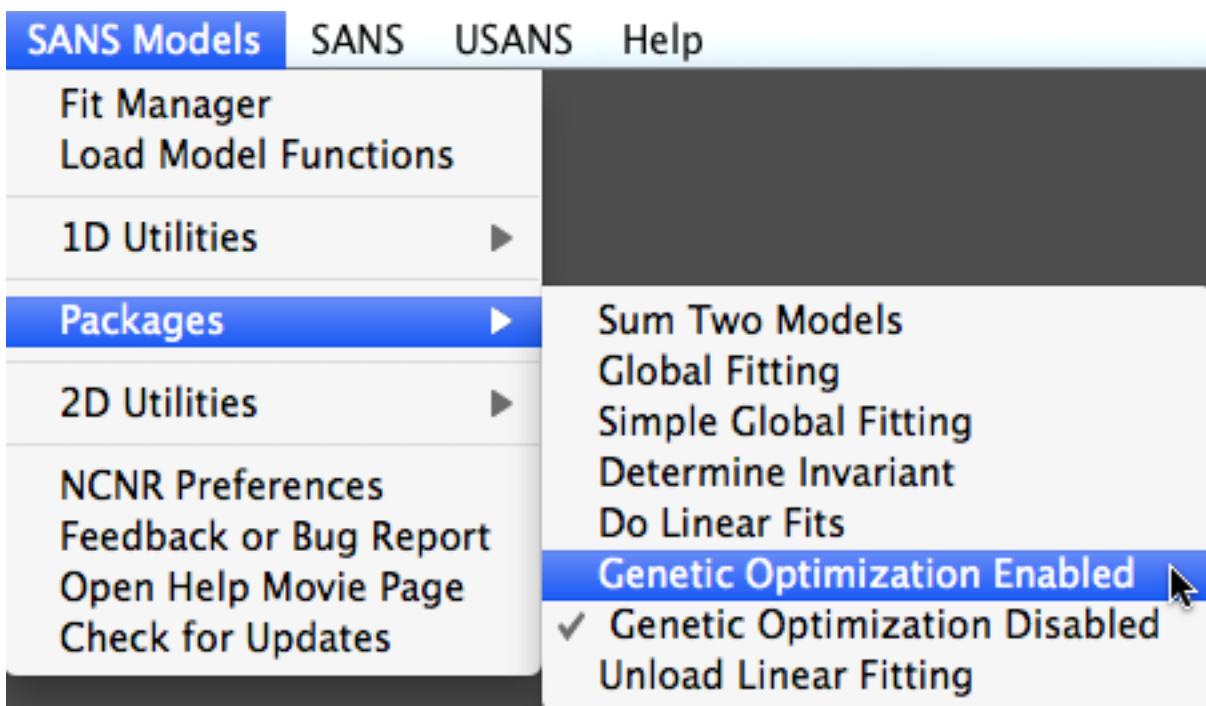 SANS Models SANS USANS Help
Fit Manager
Load Model Functions
1D Utilities
Packages
2D Utilities
NCNR Preferences
Feedback or Bug Report
Open Help Movie Page
Check for Updates
Sum Two Models
Global Fitting
Simple Global Fitting
Determine Invariant
Do Linear Fits
Genetic Optimization Enabled
Genetic Optimization Disabled
Unload Linear Fitting